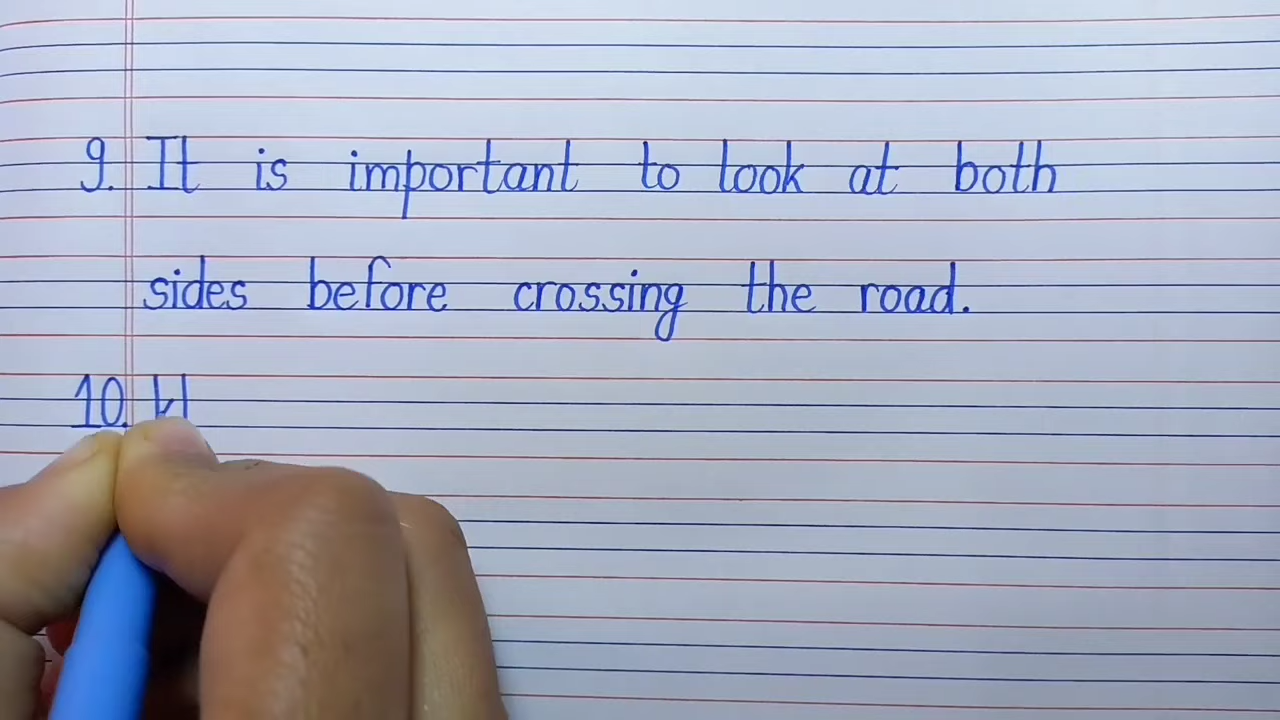 9. It is important to look at both
sides before crossing the road.
10.